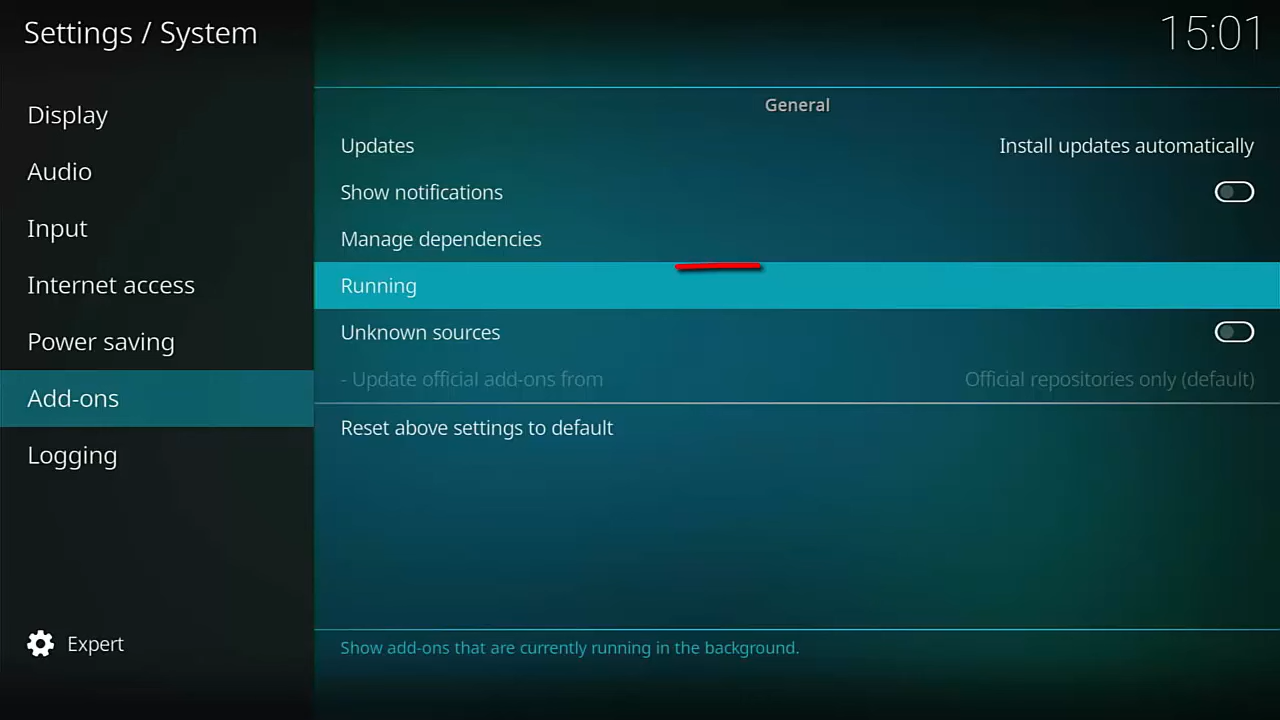 Settings / System
15:01
Display
Audio
Input
Internet access
Power saving
Add-ons
Logging
Expert
General
Updates Install updates automatically
Show notifications
Manage dependencies
Running
Unknown sources
- Update official add-ons from Official repositories only (default)
Reset above settings to default
Show add-ons that are currently running in the background.